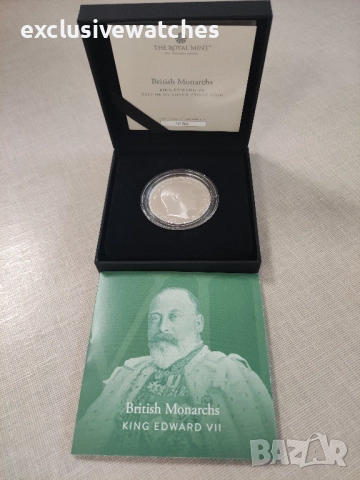 exclusivewatches
THE ROYAL MINT
British Monarchs
KING EDWARD VII
British Monarchs
KING EDWARD VII
BAZAR